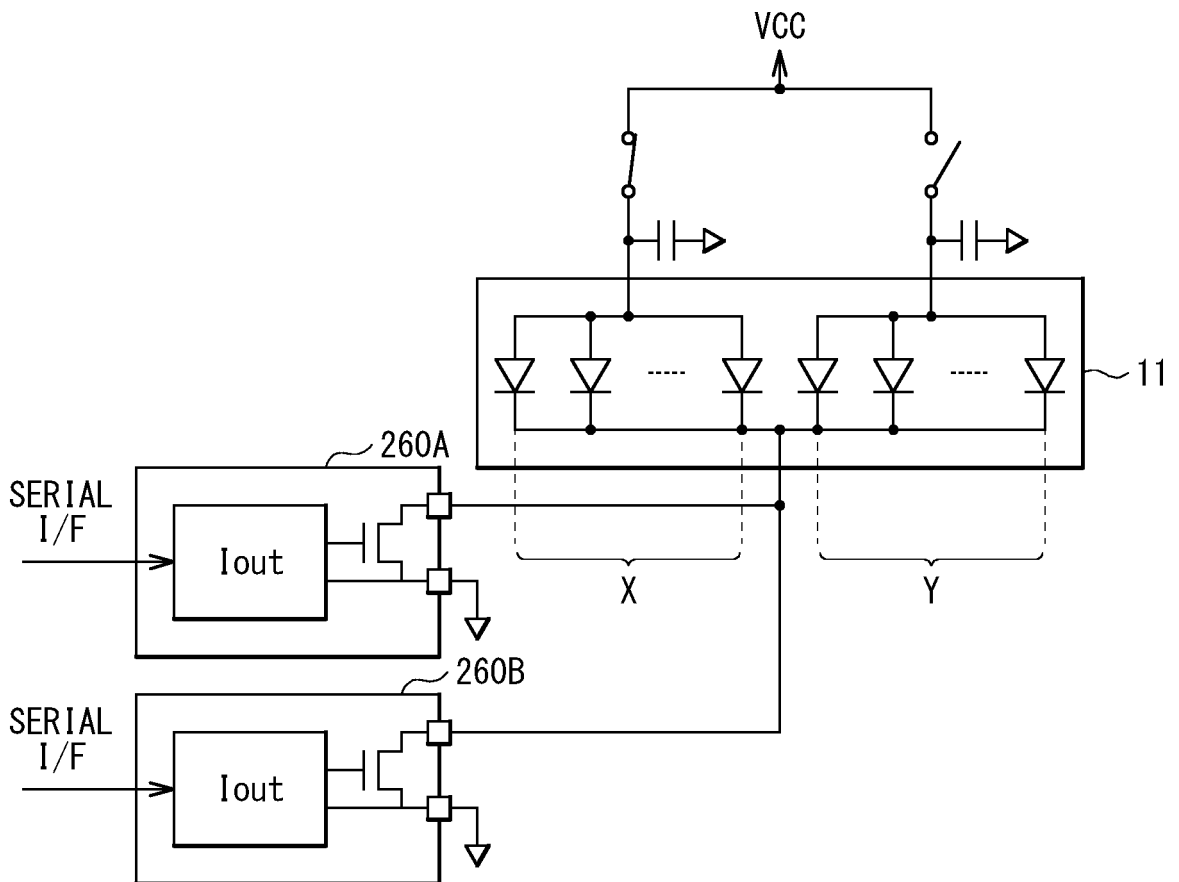 VCC
11
260A
SERIAL
I/F
Iout
X
Y
260B
SERIAL
I/F
Iout